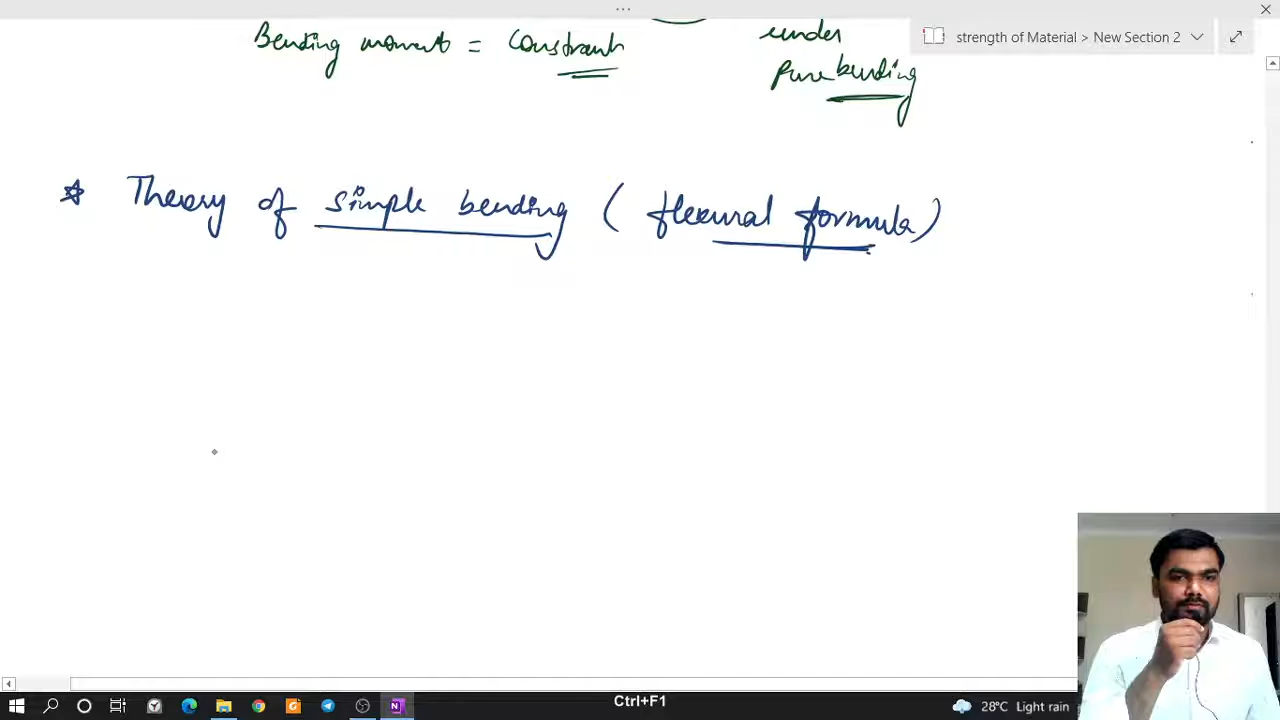 ...
Bending moment = Constant
under
pure bending
strength of Material > New Section 2
☆ Theory of simple bending ( flexural formula )
Ctrl+F1
28°C Light rain